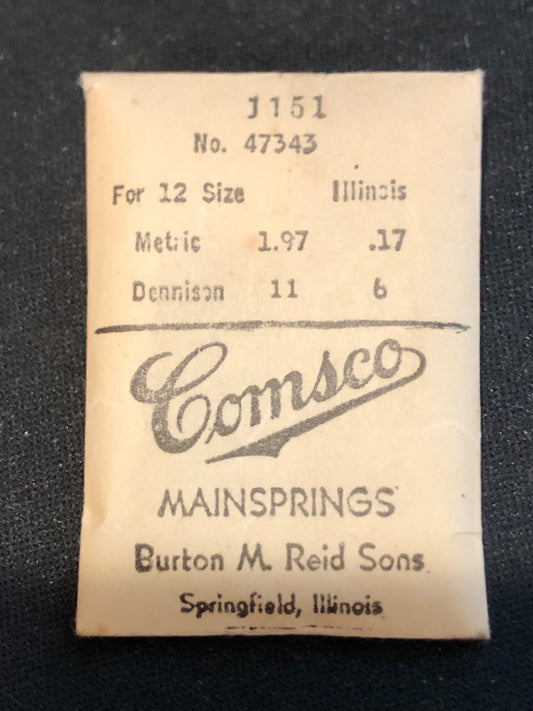 1151
No. 47343
For 12 Size Illinois
Metric 1.97 .17
Dennison 11 6
Comsco
MAINSPRINGS
Burton M. Reid Sons
Springfield, Illinois